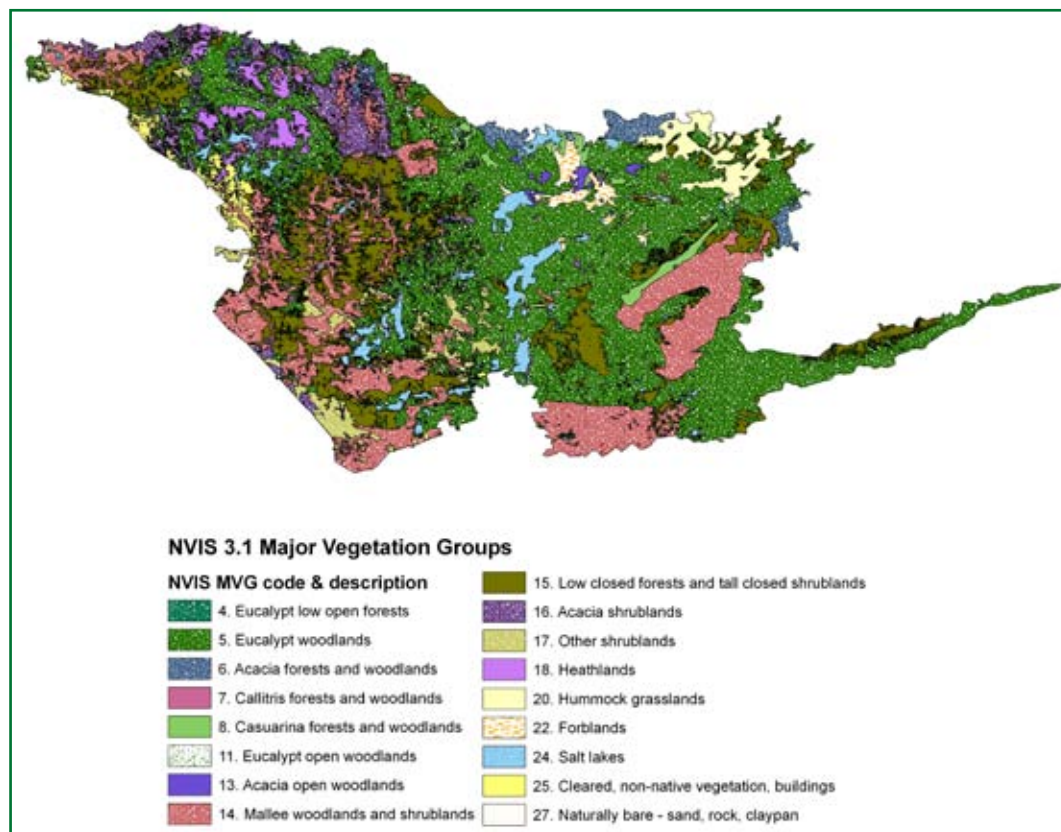 NVIS 3.1 Major Vegetation Groups
NVIS MVG code & description
4. Eucalypt low open forests
5. Eucalypt woodlands
6. Acacia forests and woodlands
7. Callitris forests and woodlands
8. Casuarina forests and woodlands
11. Eucalypt open woodlands
13. Acacia open woodlands
14. Mallee woodlands and shrublands
15. Low closed forests and tall closed shrublands
16. Acacia shrublands
17. Other shrublands
18. Heathlands
20. Hummock grasslands
22. Forblands
24. Salt lakes
25. Cleared, non-native vegetation, buildings
27. Naturally bare - sand, rock, claypan